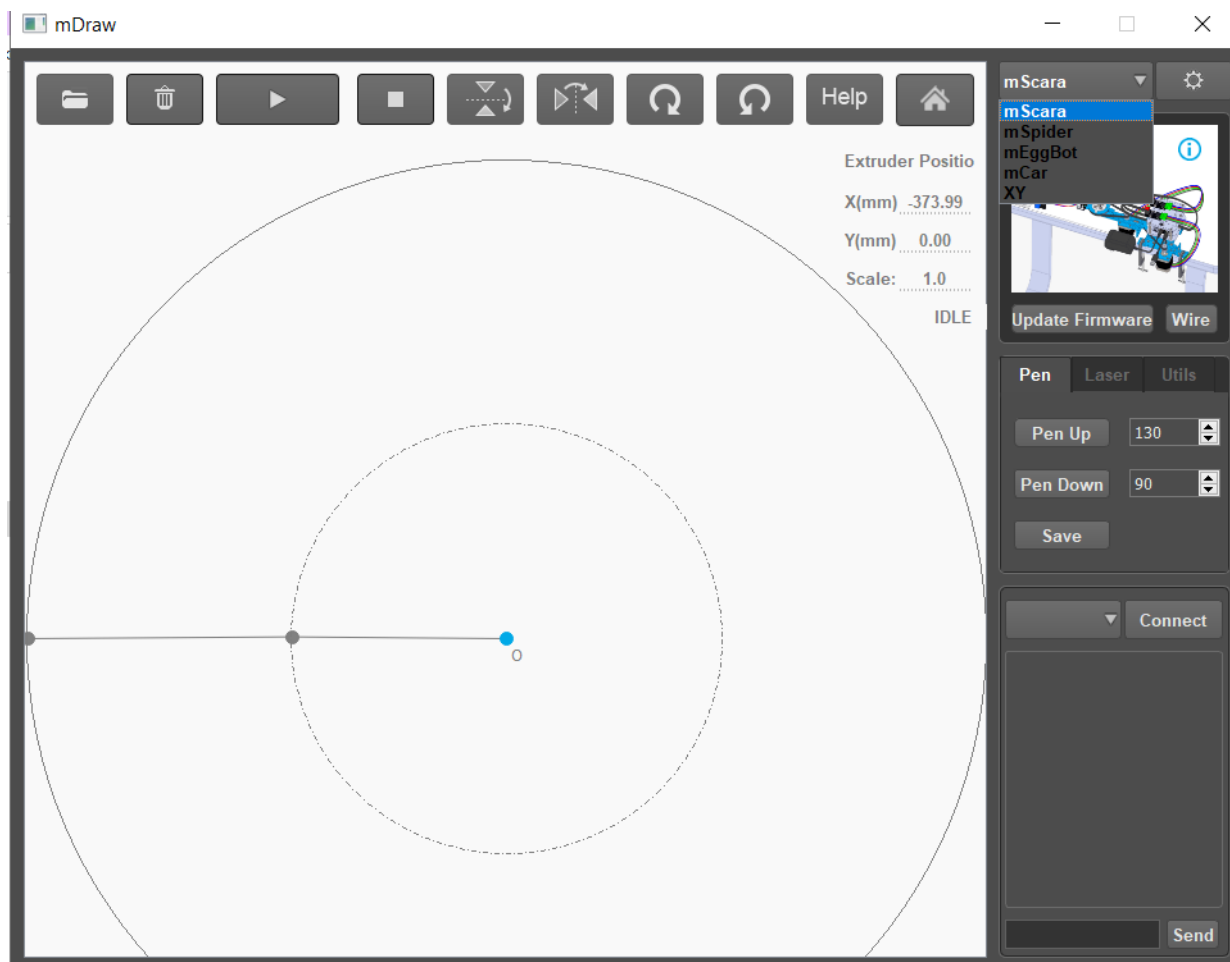 mDraw
Help
Extruder Positio
X(mm) -373.99
Y(mm) 0.00
Scale: 1.0
IDLE
O
mScara
mScara
mSpider
mEggBot
mCar
XY
Update Firmware Wire
Pen Laser Utils
Pen Up 130
Pen Down 90
Save
Connect
Send